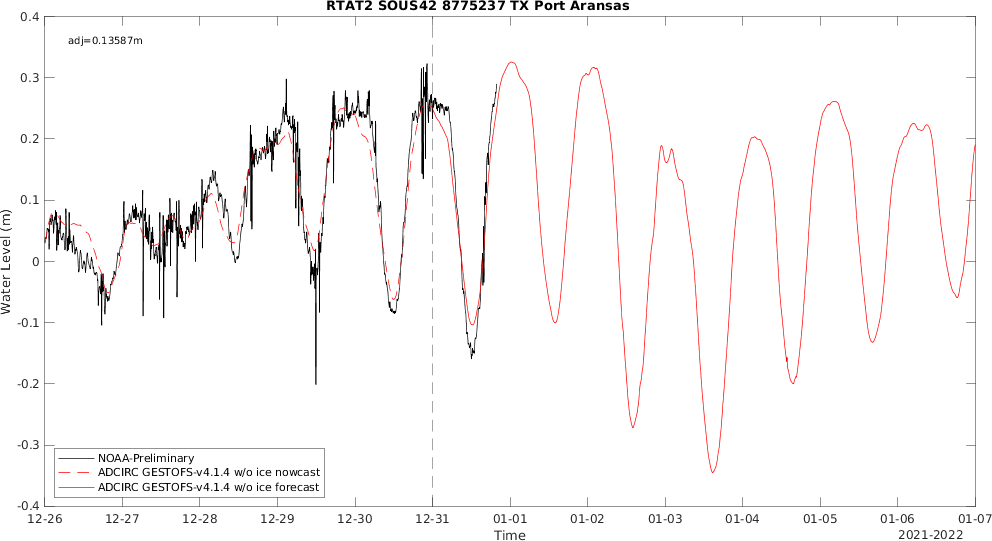 RTAT2 SOUS42 8775237 TX Port Aransas
adj=0.13587m
0.4
0.3
0.2
0.1
0
-0.1
-0.2
-0.3
-0.4
Water Level (m)
NOAA-Preliminary
ADCIRC GESTOFS-v4.1.4 w/o ice nowcast
ADCIRC GESTOFS-v4.1.4 w/o ice forecast
12-26 12-27 12-28 12-29 12-30 12-31 01-01 01-02 01-03 01-04 01-05 01-06 01-07
Time
2021-2022